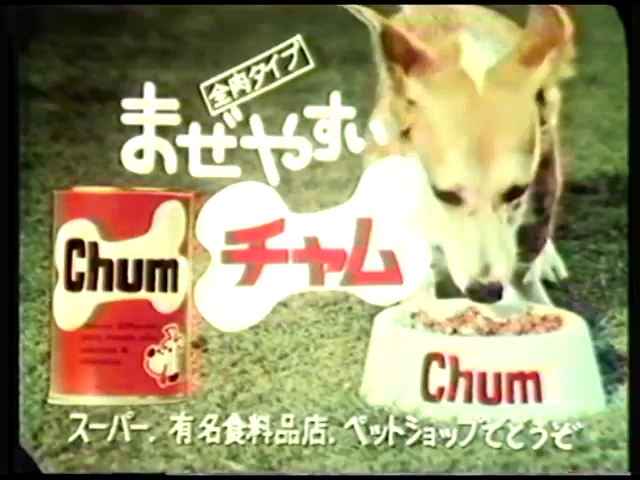 全肉タイプ
まぜやすい
チャム
Chum
Chum
スーパー. 有名食料品店. ペットショップでどうぞ